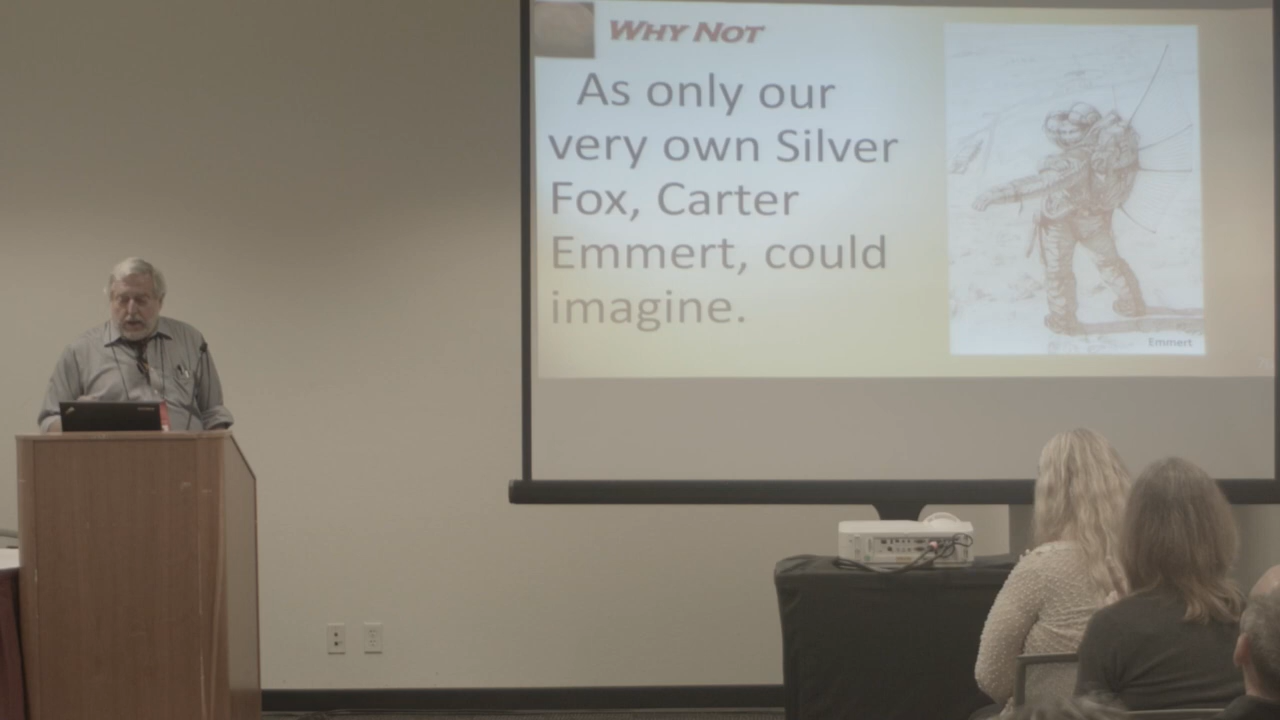 WHY NOT
As only our
very own Silver
Fox, Carter
Emmert, could
imagine.
Emmert